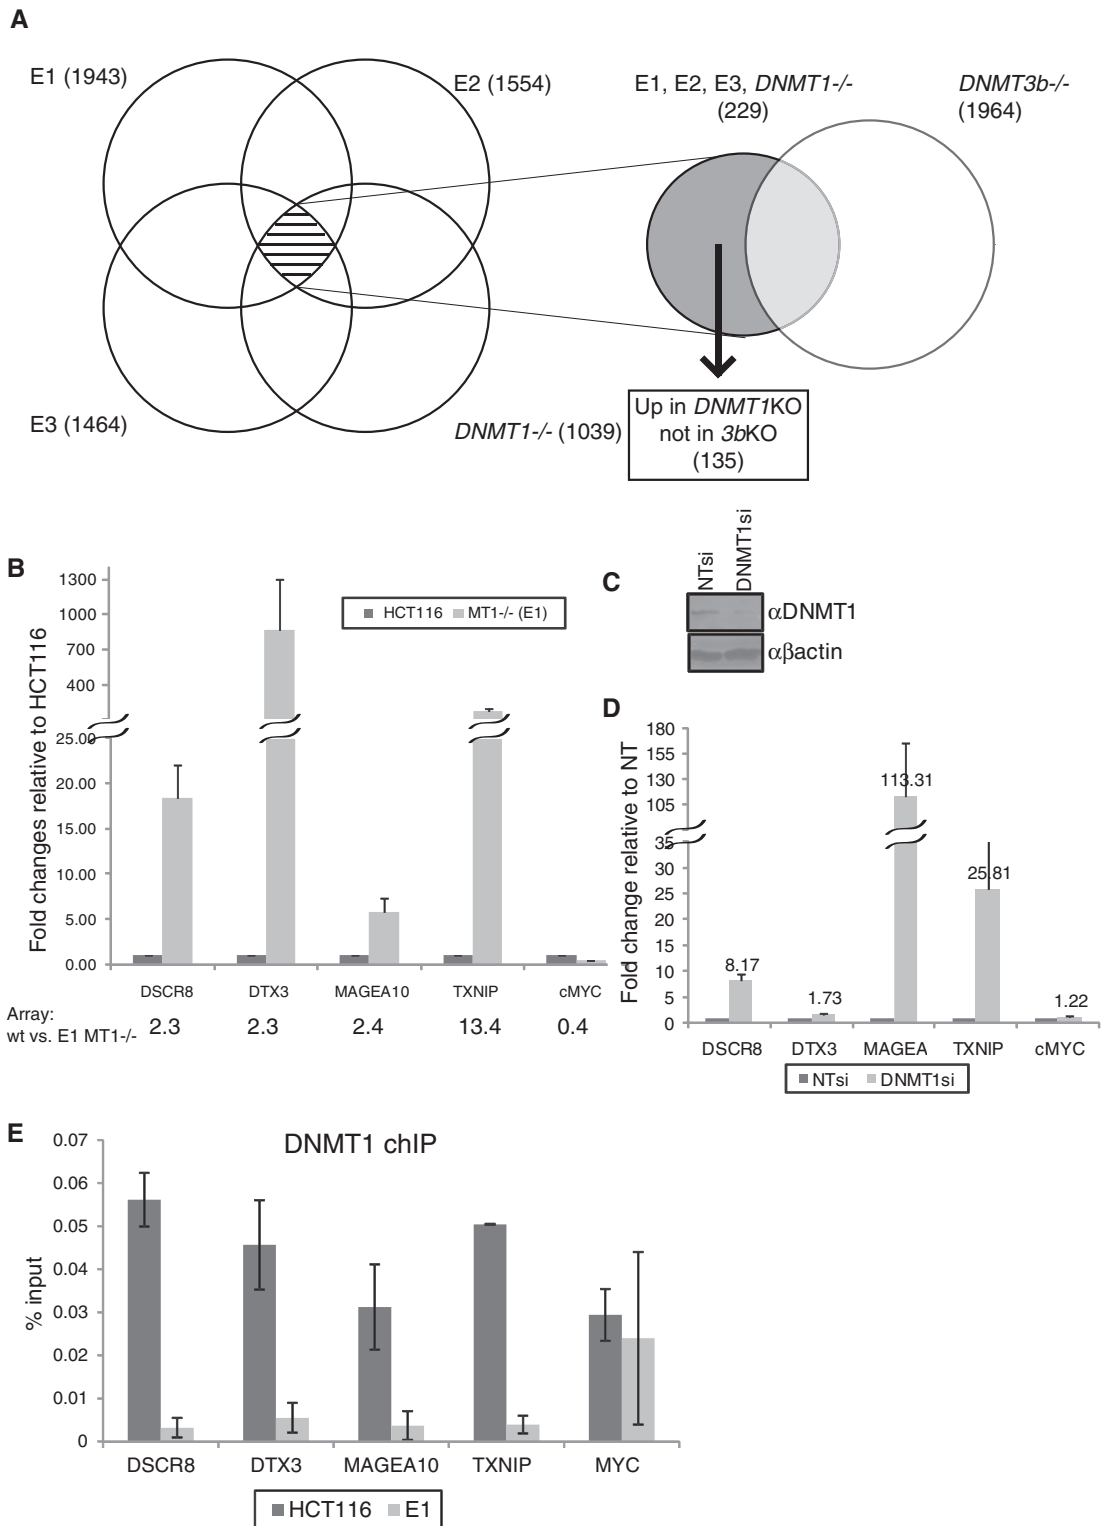 A
E1 (1943)
E2 (1554)
E3 (1464)
DNMT1-/- (1039)
E1, E2, E3, DNMT1-/-
(229)
DNMT3b-/-
(1964)
Up in DNMT1KO
not in 3bKO
(135)
B
Fold changes relative to HCT116
1300
1000
700
400
25.00
20.00
15.00
10.00
5.00
0.00
HCT116 MT1-/- (E1)
DSCR8 DTX3 MAGEA10 TXNIP cMYC
Array:
wt vs. E1 MT1-/- 2.3 2.3 2.4 13.4 0.4
C
NTsi
DNMT1si
αDNMT1
αβactin
D
Fold change relative to NT
180
155
130
105
35
30
25
20
15
10
5
0
8.17
1.73
113.31
25.81
1.22
DSCR8 DTX3 MAGEA TXNIP cMYC
NTsi DNMT1si
E
DNMT1 chIP
% input
0.07
0.06
0.05
0.04
0.03
0.02
0.01
0
DSCR8 DTX3 MAGEA10 TXNIP MYC
HCT116 E1